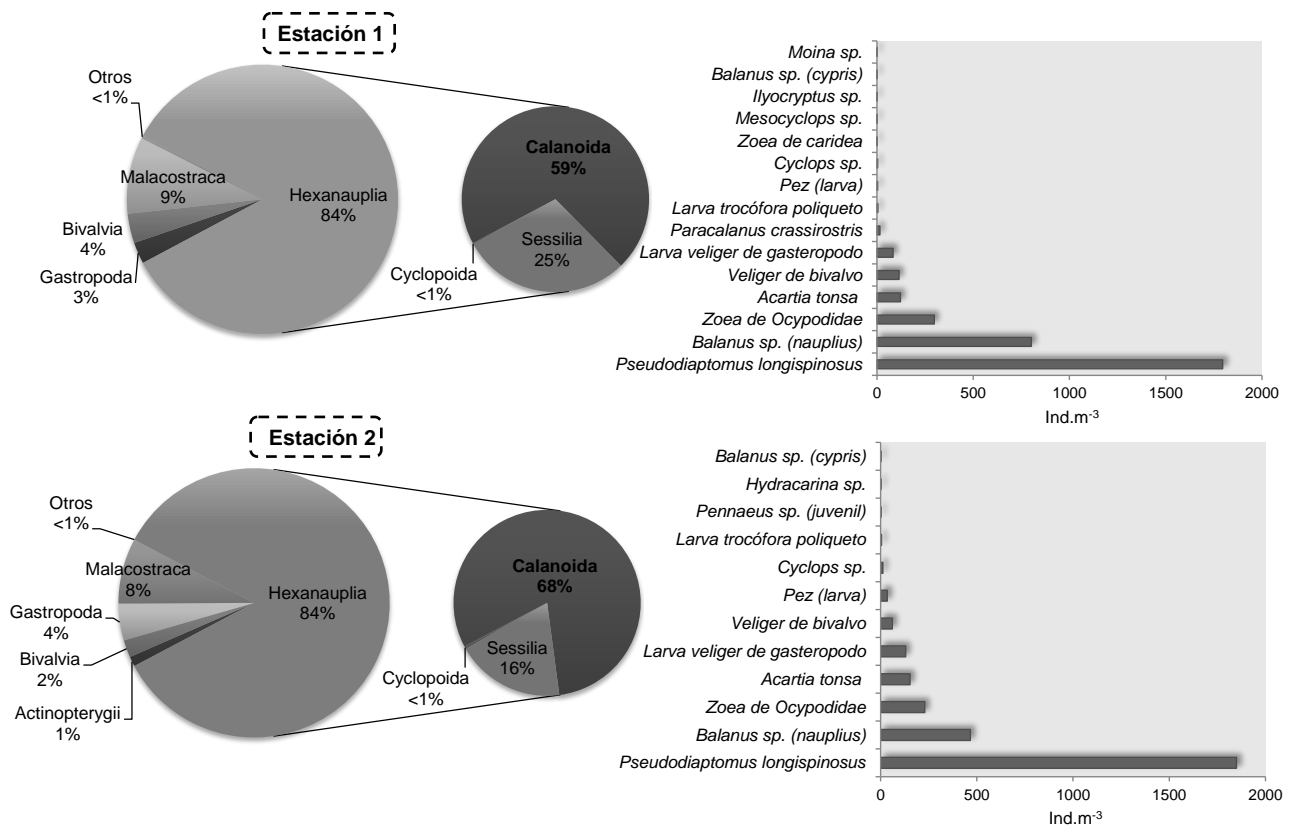 Estación 1
Otros
<1%
Malacostraca
9%
Bivalvia
4%
Gastropoda
3%
Hexanauplia
84%
Calanoida
59%
Sessilia
25%
Cyclopoida
<1%
Moina sp.
Balanus sp. (cypris)
Ilyocryptus sp.
Mesocyclops sp.
Zoea de caridea
Cyclops sp.
Pez (larva)
Larva trocófora poliqueto
Paracalanus crassirostris
Larva veliger de gasteropodo
Veliger de bivalvo
Acartia tonsa
Zoea de Ocypodidae
Balanus sp. (nauplius)
Pseudodiaptomus longispinosus
0 500 1000 1500 2000
Ind.m-3
Estación 2
Otros
<1%
Malacostraca
8%
Gastropoda
4%
Bivalvia
2%
Actinopterygii
1%
Hexanauplia
84%
Calanoida
68%
Sessilia
16%
Cyclopoida
<1%
Balanus sp. (cypris)
Hydracarina sp.
Pennaeus sp. (juvenil)
Larva trocófora poliqueto
Cyclops sp.
Pez (larva)
Veliger de bivalvo
Larva veliger de gasteropodo
Acartia tonsa
Zoea de Ocypodidae
Balanus sp. (nauplius)
Pseudodiaptomus longispinosus
0 500 1000 1500 2000
Ind.m-3